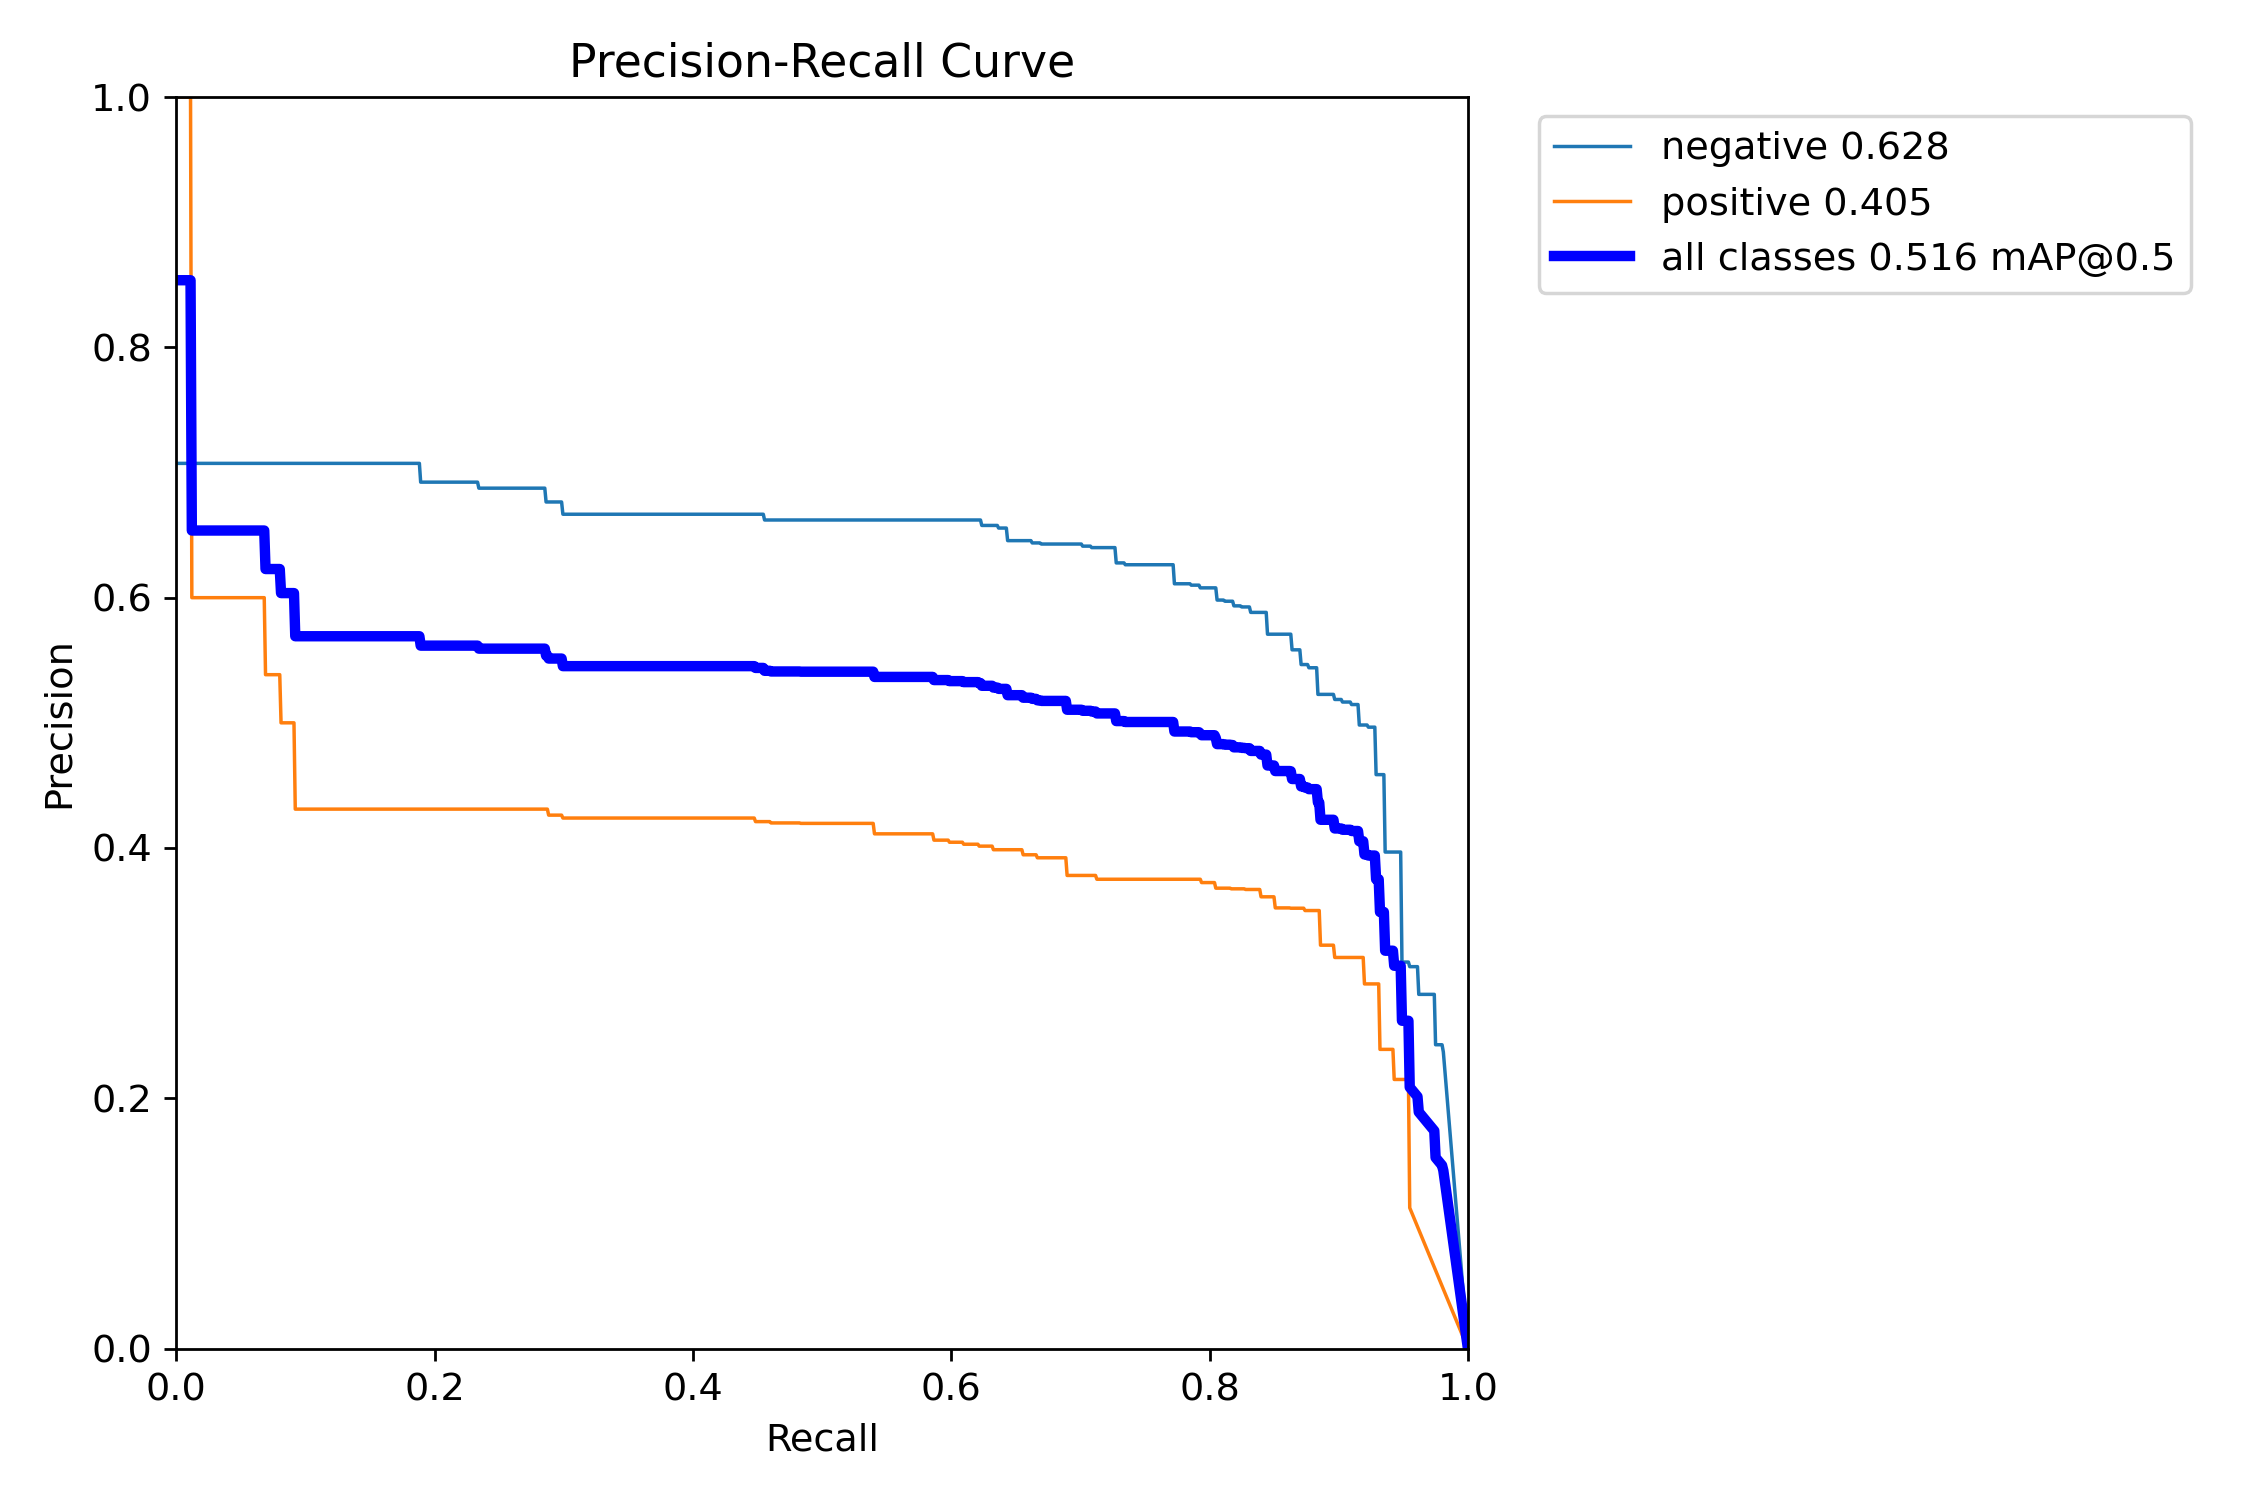 Precision-Recall Curve
negative 0.628
positive 0.405
all classes 0.516 mAP@0.5
1.0
0.8
0.6
0.4
0.2
0.0
Precision
0.0 0.2 0.4 0.6 0.8 1.0
Recall